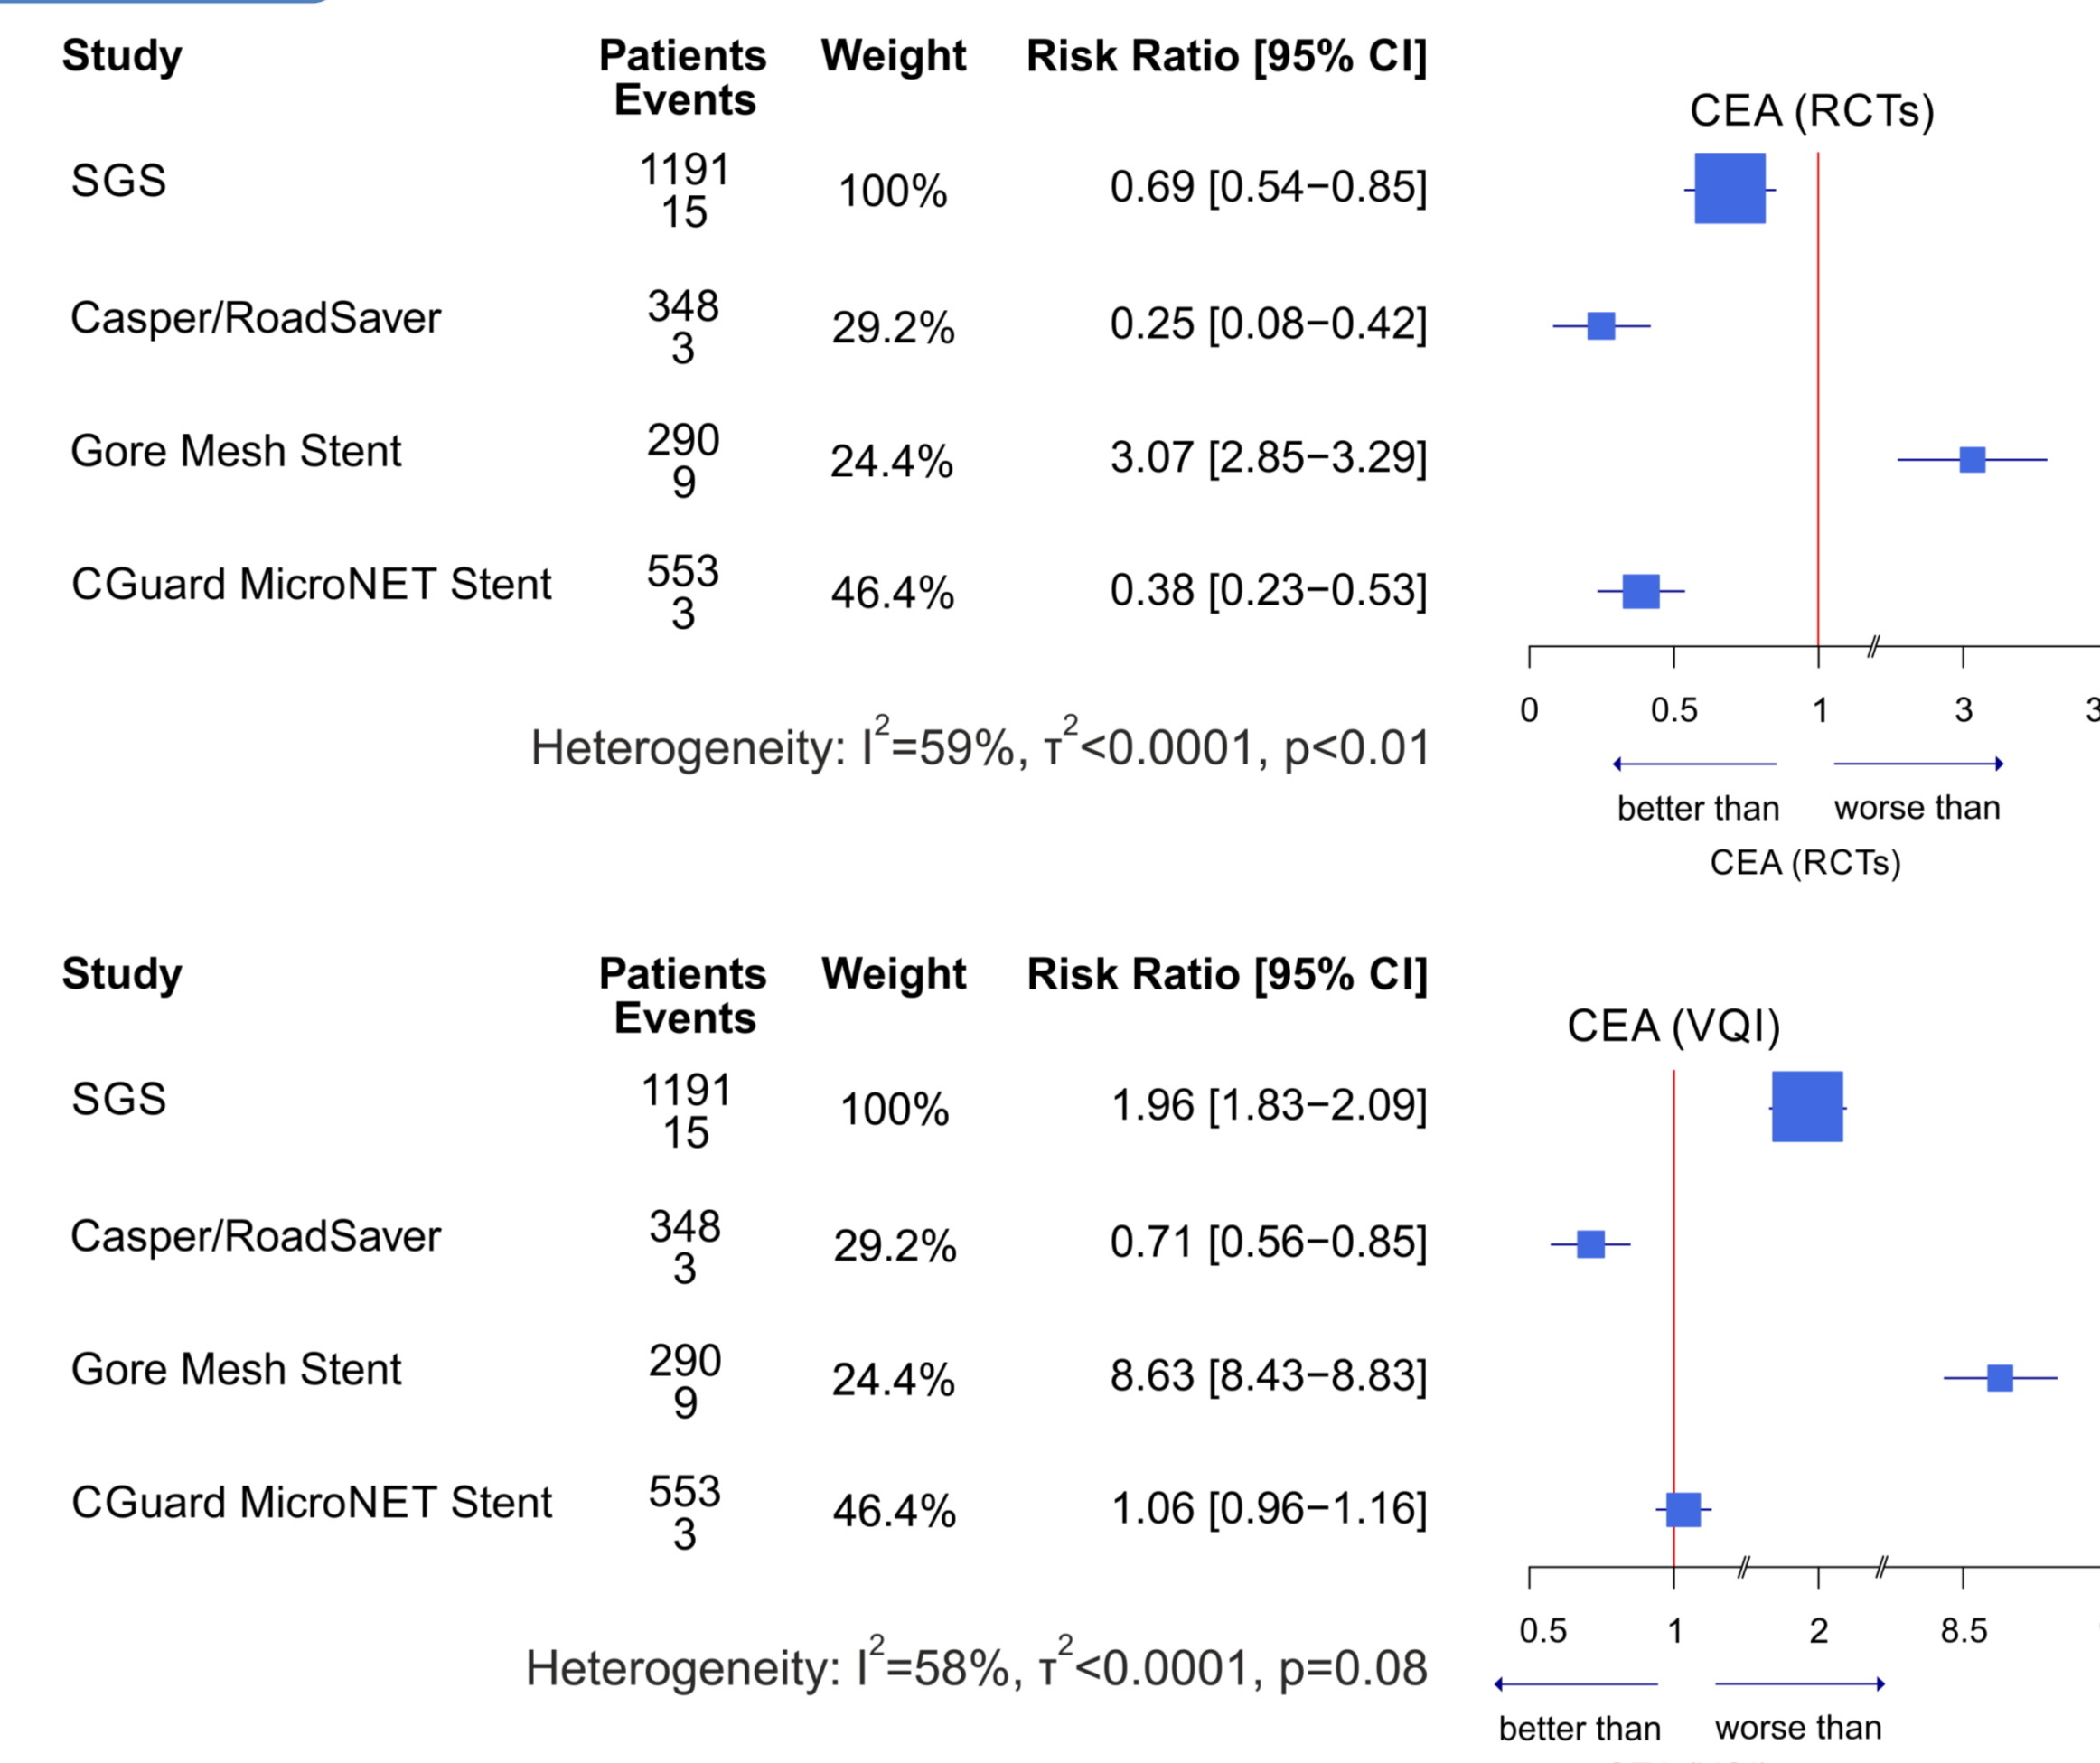 Study Patients Weight Risk Ratio [95% CI]
Events
CEA (RCTs)
SGS 1191 100% 0.69 [0.54−0.85]
15
Casper/RoadSaver 348 29.2% 0.25 [0.08−0.42]
3
Gore Mesh Stent 290 24.4% 3.07 [2.85−3.29]
9
CGuard MicroNET Stent 553 46.4% 0.38 [0.23−0.53]
3
0 0.5 1 3 3
Heterogeneity: I²=59%, τ²<0.0001, p<0.01
better than worse than
CEA (RCTs)
Study Patients Weight Risk Ratio [95% CI]
Events
CEA (VQI)
SGS 1191 100% 1.96 [1.83−2.09]
15
Casper/RoadSaver 348 29.2% 0.71 [0.56−0.85]
3
Gore Mesh Stent 290 24.4% 8.63 [8.43−8.83]
9
CGuard MicroNET Stent 553 46.4% 1.06 [0.96−1.16]
3
0.5 1 2 8.5
Heterogeneity: I²=58%, τ²<0.0001, p=0.08
better than worse than